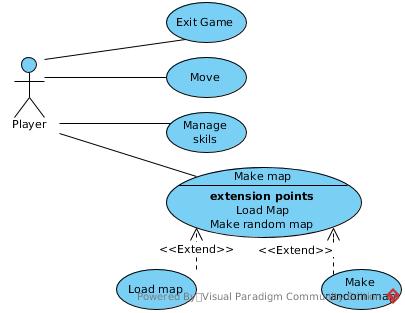 Exit Game
Move
Player
Manage
skils
Make map
extension points
Load Map
Make random map
<<Extend>>
<<Extend>>
Load map
Make
random map
Powered By Visual Paradigm Community